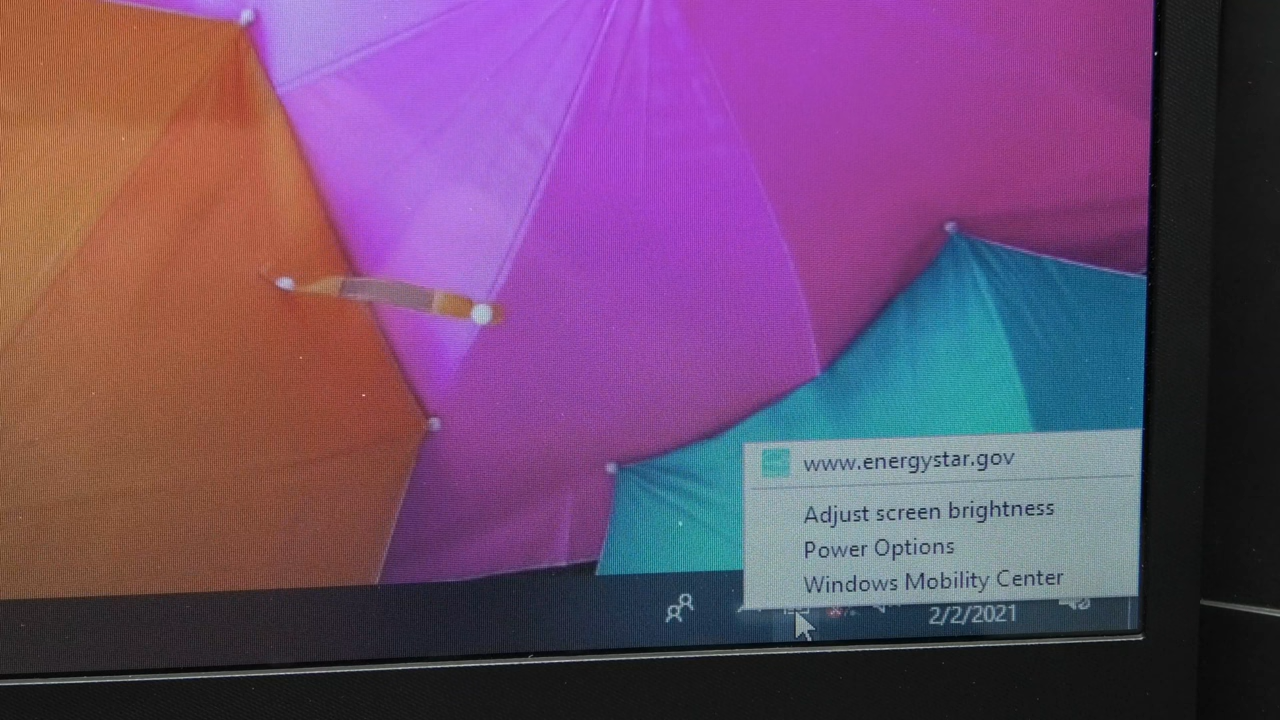 www.energystar.gov
Adjust screen brightness
Power Options
Windows Mobility Center
2/2/2021